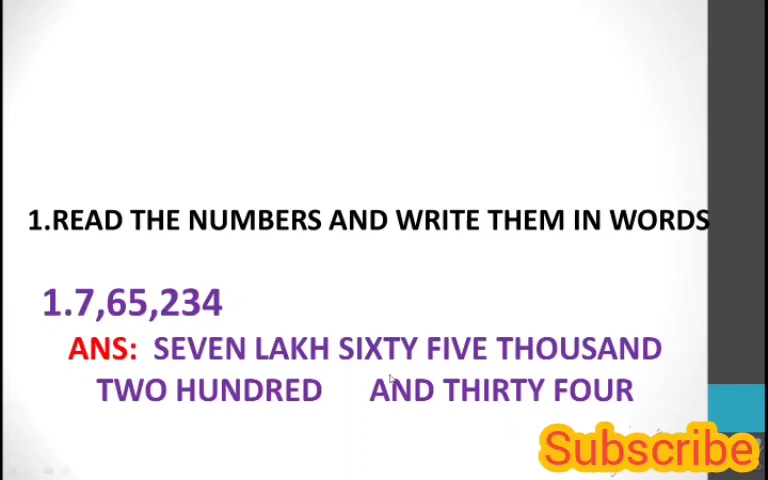 1.READ THE NUMBERS AND WRITE THEM IN WORDS
1.7,65,234
ANS: SEVEN LAKH SIXTY FIVE THOUSAND
TWO HUNDRED AND THIRTY FOUR
Subscribe